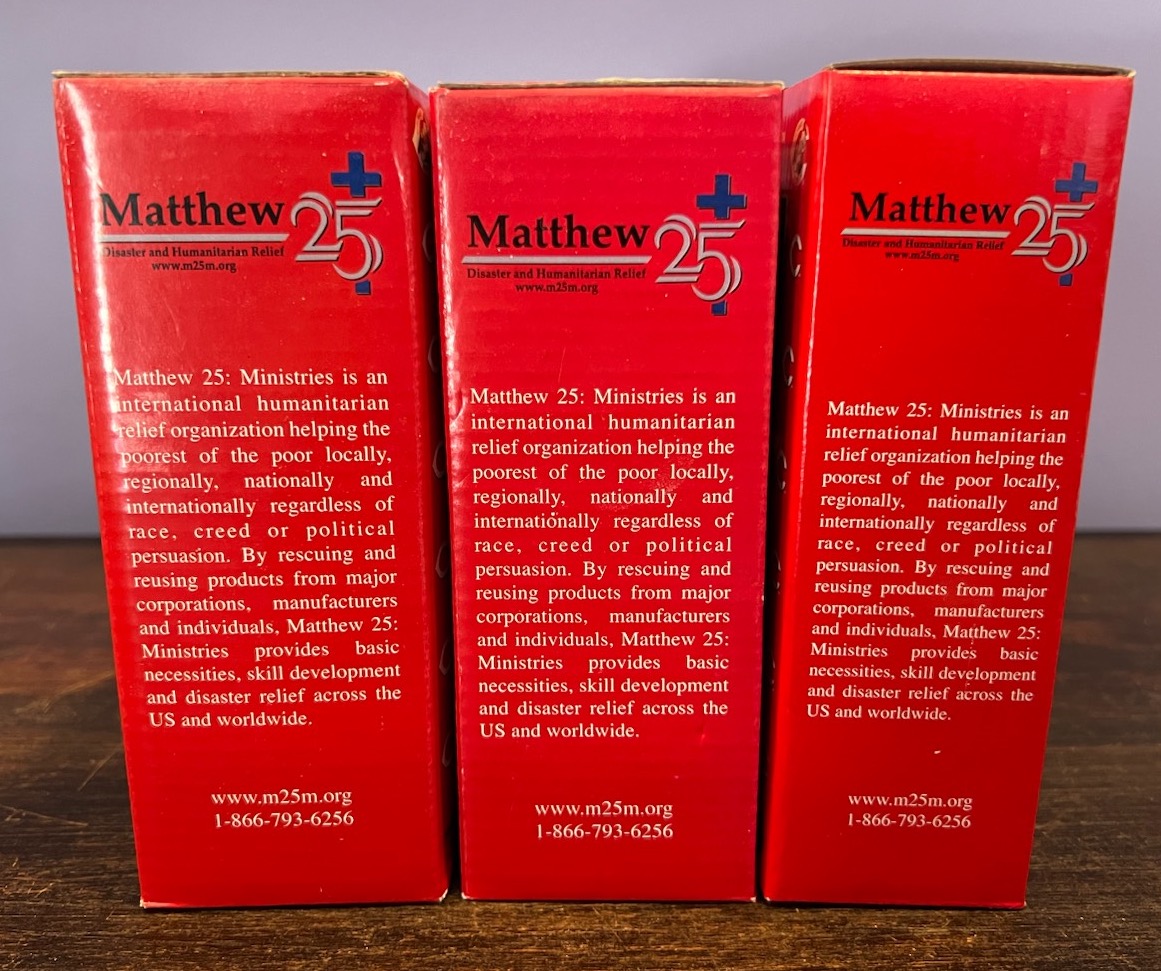 Matthew 25
Disaster and Humanitarian Relief
www.m25m.org
Matthew 25: Ministries is an
international humanitarian
relief organization helping the
poorest of the poor locally,
regionally, nationally and
internationally regardless of
race, creed or political
persuasion. By rescuing and
reusing products from major
corporations, manufacturers
and individuals, Matthew 25:
Ministries provides basic
necessities, skill development
and disaster relief across the
US and worldwide.
www.m25m.org
1-866-793-6256
Matthew 25
Disaster and Humanitarian Relief
www.m25m.org
Matthew 25: Ministries is an
international humanitarian
relief organization helping the
poorest of the poor locally,
regionally, nationally and
internationally regardless of
race, creed or political
persuasion. By rescuing and
reusing products from major
corporations, manufacturers
and individuals, Matthew 25:
Ministries provides basic
necessities, skill development
and disaster relief across the
US and worldwide.
www.m25m.org
1-866-793-6256
Matthew 25
Disaster and Humanitarian Relief
www.m25m.org
Matthew 25: Ministries is an
international humanitarian
relief organization helping the
poorest of the poor locally,
regionally, nationally and
internationally regardless of
race, creed or political
persuasion. By rescuing and
reusing products from major
corporations, manufacturers
and individuals, Matthew 25:
Ministries provides basic
necessities, skill development
and disaster relief across the
US and worldwide.
www.m25m.org
1-866-793-6256